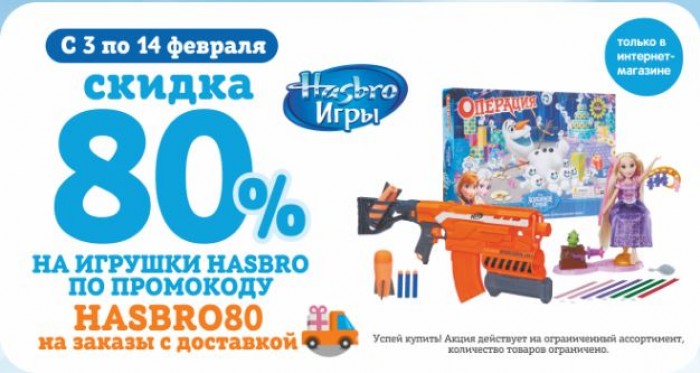 С 3 по 14 февраля
скидка
80%
НА ИГРУШКИ HASBRO
ПО ПРОМОКОДУ
HASBRO80
на заказы с доставкой
Hasbro
Игры
только в
интернет-
магазине
ОПЕРАЦИЯ
Успей купить! Акция действует на ограниченный ассортимент,
количество товаров ограничено.